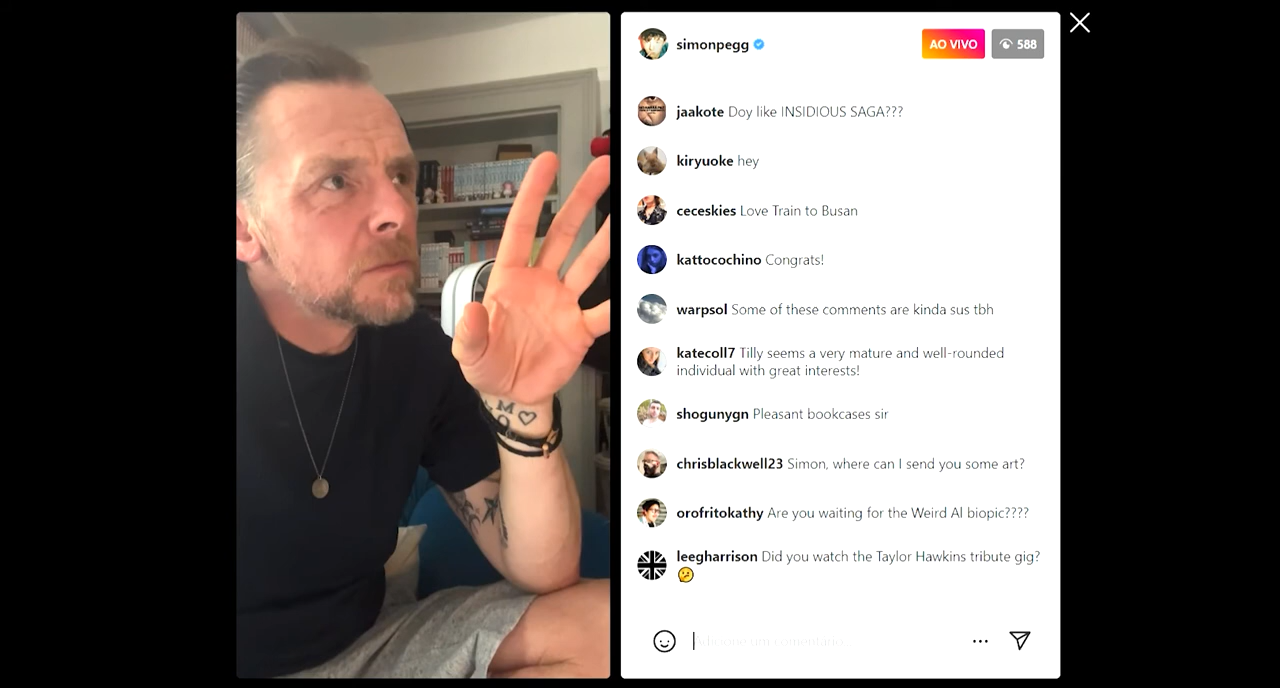 simonpegg
AO VIVO
588
jaakote Doy like INSIDIOUS SAGA???
kiryuoke hey
ceceskies Love Train to Busan
kattocochino Congrats!
warpsol Some of these comments are kinda sus tbh
katecoll7 Tilly seems a very mature and well-rounded
individual with great interests!
shogunygn Pleasant bookcases sir
chrisblackwell23 Simon, where can I send you some art?
orofritokathy Are you waiting for the Weird Al biopic????
leegharrison Did you watch the Taylor Hawkins tribute gig?
🫤
Adicione um comentário...
M